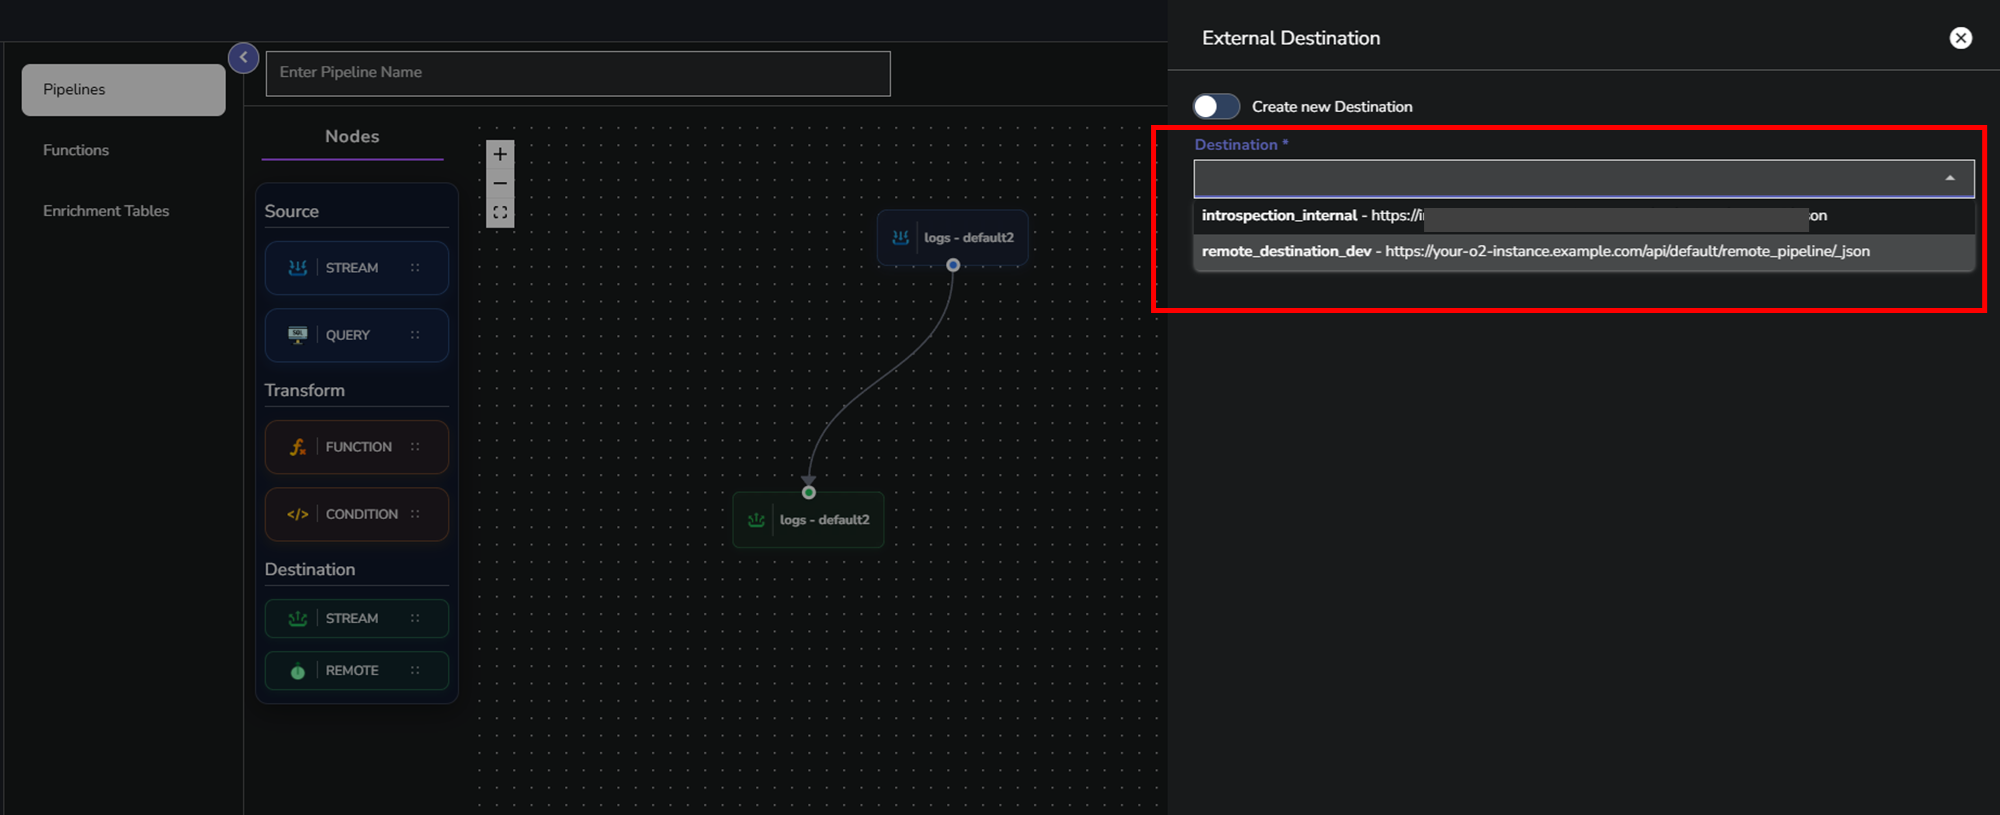 Pipelines
Functions
Enrichment Tables
Enter Pipeline Name
Nodes
Source
STREAM
SQL
QUERY
Transform
FUNCTION
</> CONDITION
Destination
STREAM
REMOTE
logs - default2
logs - default2
External Destination
Create new Destination
Destination *
introspection_internal - https://i on
remote_destination_dev - https://your-o2-instance.example.com/api/default/remote_pipeline/_json